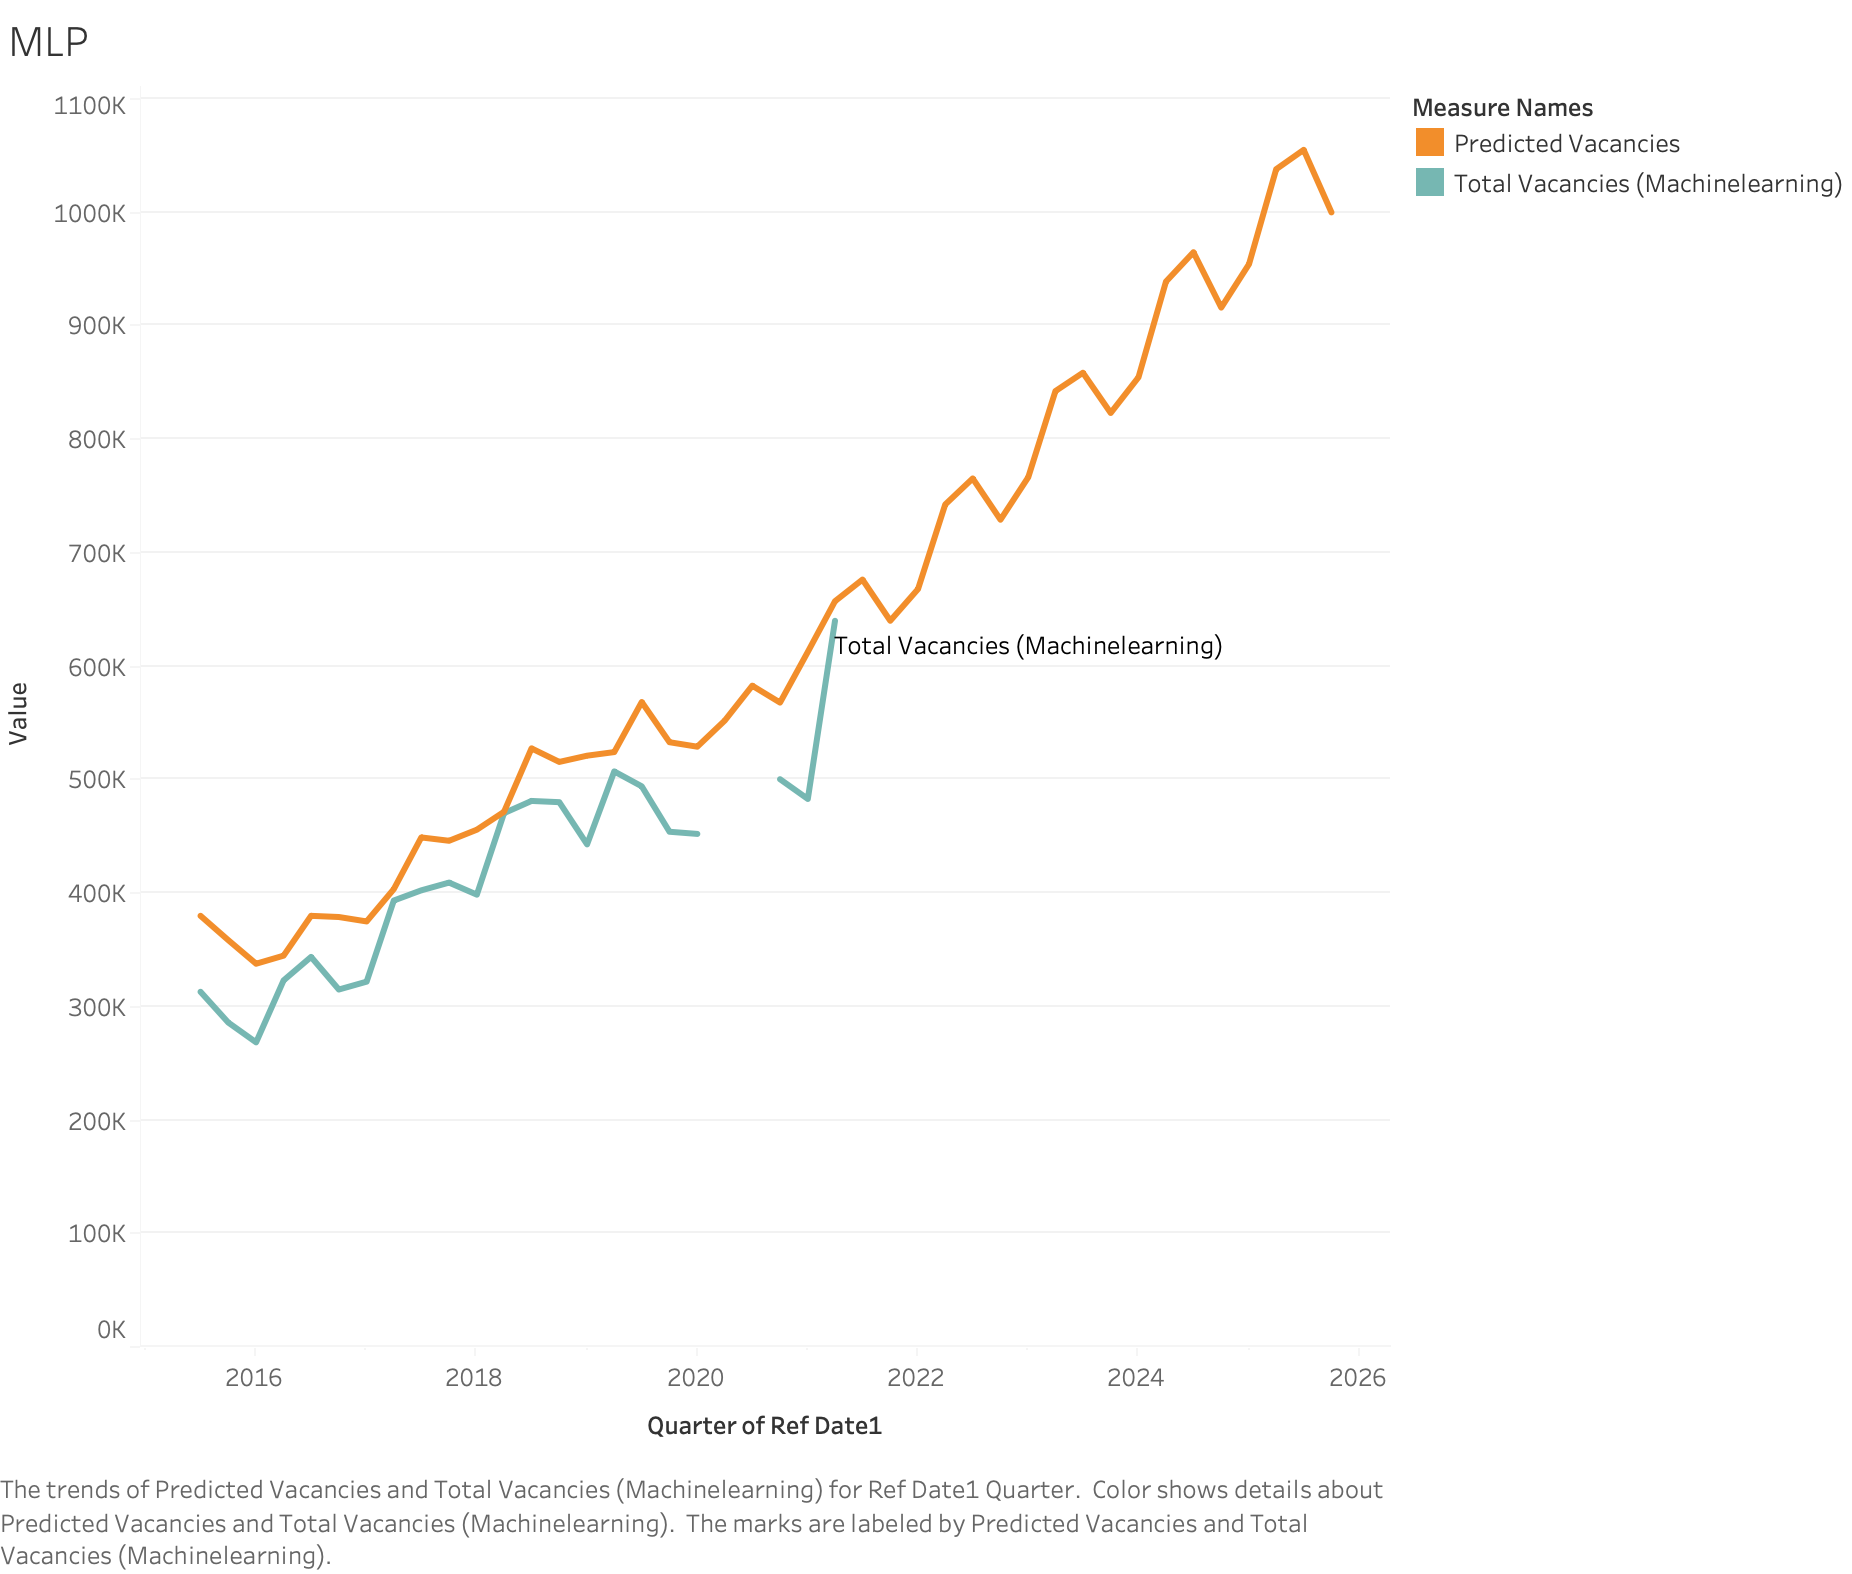 MLP
1100K
1000K
900K
800K
700K
600K
500K
400K
300K
200K
100K
0K
Value
Total Vacancies (Machinelearning)
2016
2018
2020
2022
2024
2026
Quarter of Ref Date1
Measure Names
Predicted Vacancies
Total Vacancies (Machinelearning)
The trends of Predicted Vacancies and Total Vacancies (Machinelearning) for Ref Date1 Quarter. Color shows details about
Predicted Vacancies and Total Vacancies (Machinelearning). The marks are labeled by Predicted Vacancies and Total
Vacancies (Machinelearning).